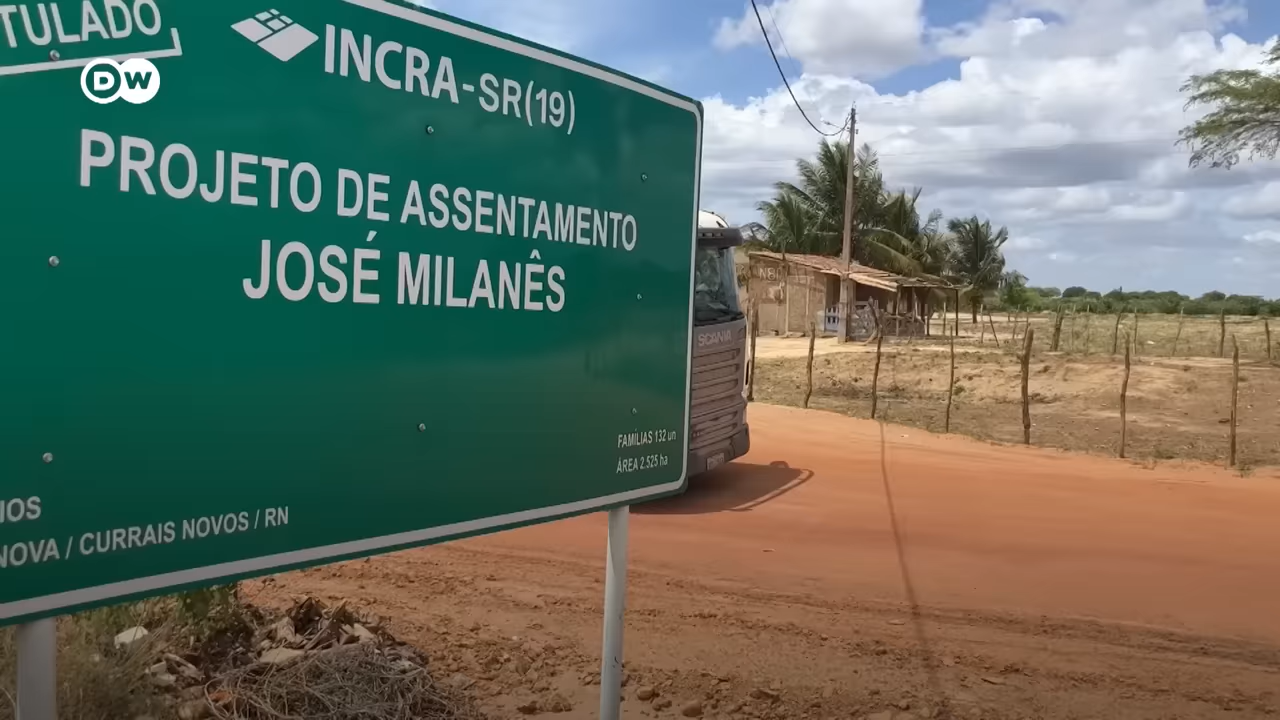 TULADO
DW
INCRA-SR(19)
PROJETO DE ASSENTAMENTO
JOSÉ MILANÊS
SCANIA
FAMÍLIAS 132 un
ÁREA 2.525 ha
IOS
NOVA / CURRAIS NOVOS / RN